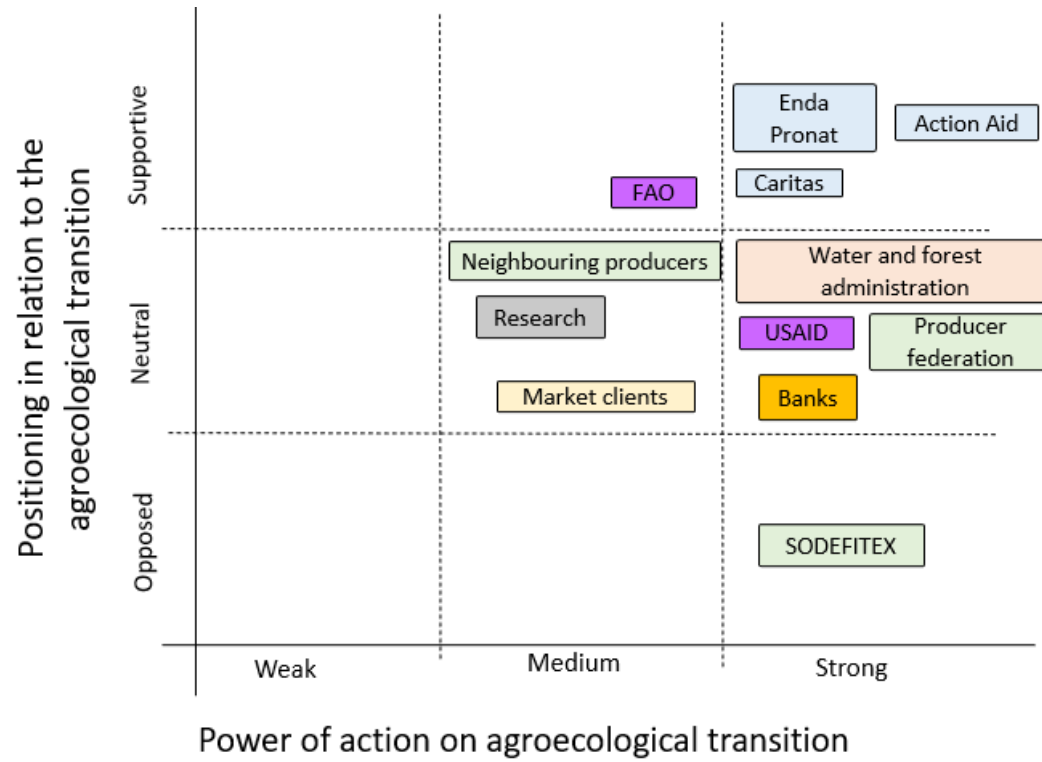 Positioning in relation to the
agroecological transition
Supportive
Neutral
Opposed
Enda
Pronat
Action Aid
Caritas
FAO
Neighbouring producers
Water and forest
administration
Research
USAID
Producer
federation
Market clients
Banks
SODEFITEX
Weak
Medium
Strong
Power of action on agroecological transition